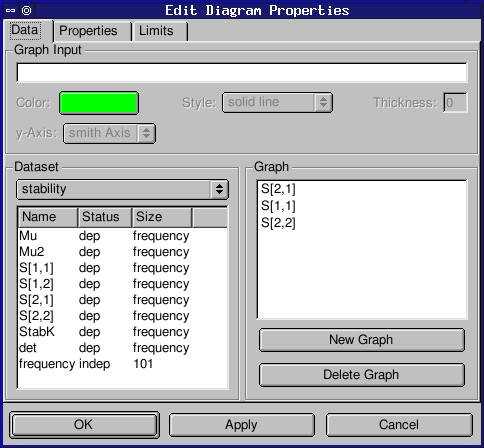 Edit Diagram Properties
Data Properties Limits
Graph Input
Color: Style: solid line Thickness: 0
y-Axis: smith Axis
Dataset
stability
Name Status Size
Mu dep frequency
Mu2 dep frequency
S[1,1] dep frequency
S[1,2] dep frequency
S[2,1] dep frequency
S[2,2] dep frequency
StabK dep frequency
det dep frequency
frequency indep 101
Graph
S[2,1]
S[1,1]
S[2,2]
New Graph
Delete Graph
OK Apply Cancel